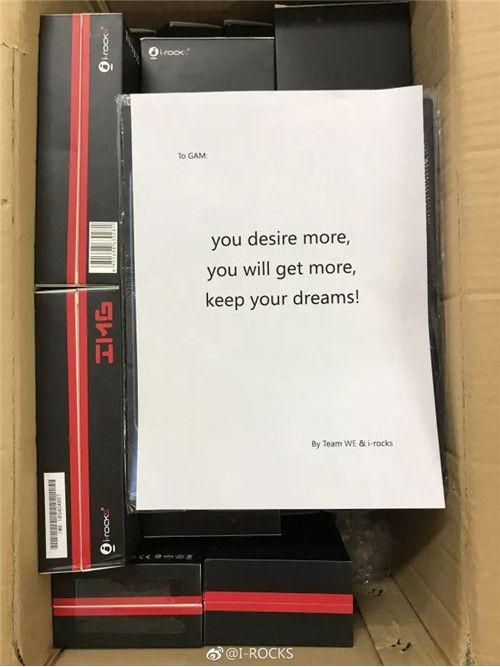 i-rocks
i-rocks
To GAM:
you desire more,
you will get more,
keep your dreams!
By Team WE & i-rocks
IMG
i-rocks
@I-ROCKS